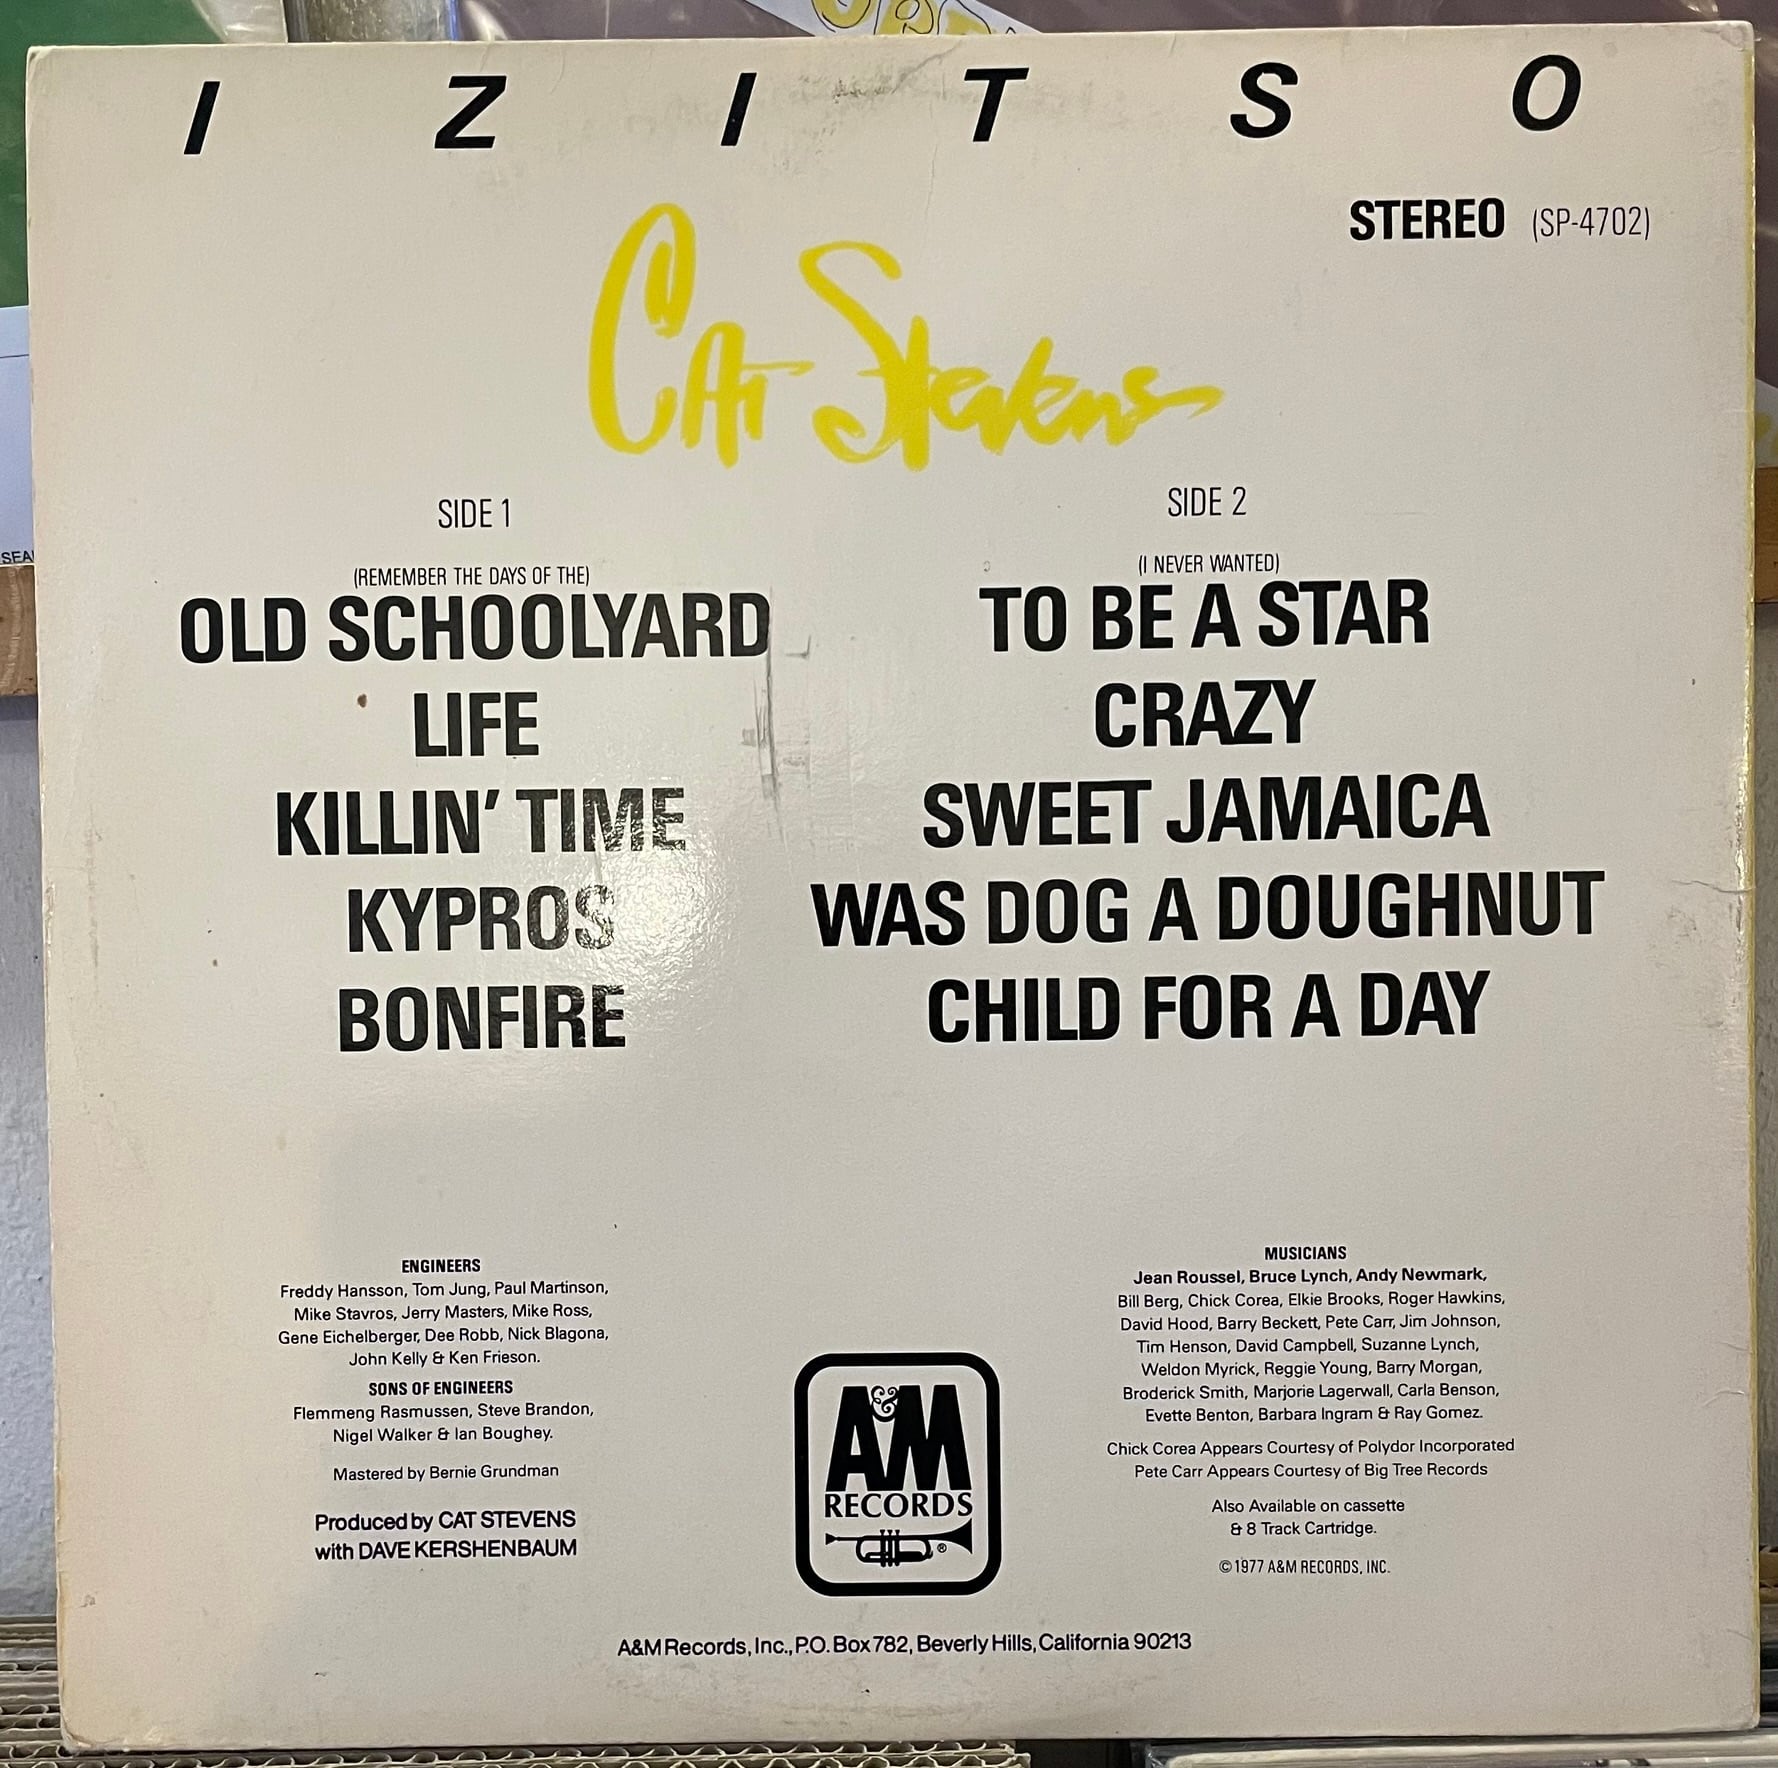 I Z I T S O
STEREO (SP-4702)
Cat Stevens
SIDE 1
(REMEMBER THE DAYS OF THE)
OLD SCHOOLYARD
LIFE
KILLIN' TIME
KYPROS
BONFIRE
SIDE 2
(I NEVER WANTED)
TO BE A STAR
CRAZY
SWEET JAMAICA
WAS DOG A DOUGHNUT
CHILD FOR A DAY
ENGINEERS
Freddy Hansson, Tom Jung, Paul Martinson,
Mike Stavros, Jerry Masters, Mike Ross,
Gene Eichelberger, Dee Robb, Nick Blagona,
John Kelly & Ken Frieson.
SONS OF ENGINEERS
Flemmeng Rasmussen, Steve Brandon,
Nigel Walker & Ian Boughey.
Mastered by Bernie Grundman
Produced by CAT STEVENS
with DAVE KERSHENBAUM
A&M
RECORDS
®
MUSICIANS
Jean Roussel, Bruce Lynch, Andy Newmark,
Bill Berg, Chick Corea, Elkie Brooks, Roger Hawkins,
David Hood, Barry Beckett, Pete Carr, Jim Johnson,
Tim Henson, David Campbell, Suzanne Lynch,
Weldon Myrick, Reggie Young, Barry Morgan,
Broderick Smith, Marjorie Lagerwall, Carla Benson,
Evette Benton, Barbara Ingram & Ray Gomez.
Chick Corea Appears Courtesy of Polydor Incorporated
Pete Carr Appears Courtesy of Big Tree Records
Also Available on cassette
& 8 Track Cartridge.
©1977 A&M RECORDS, INC.
A&M Records, Inc., P.O. Box 782, Beverly Hills, California 90213